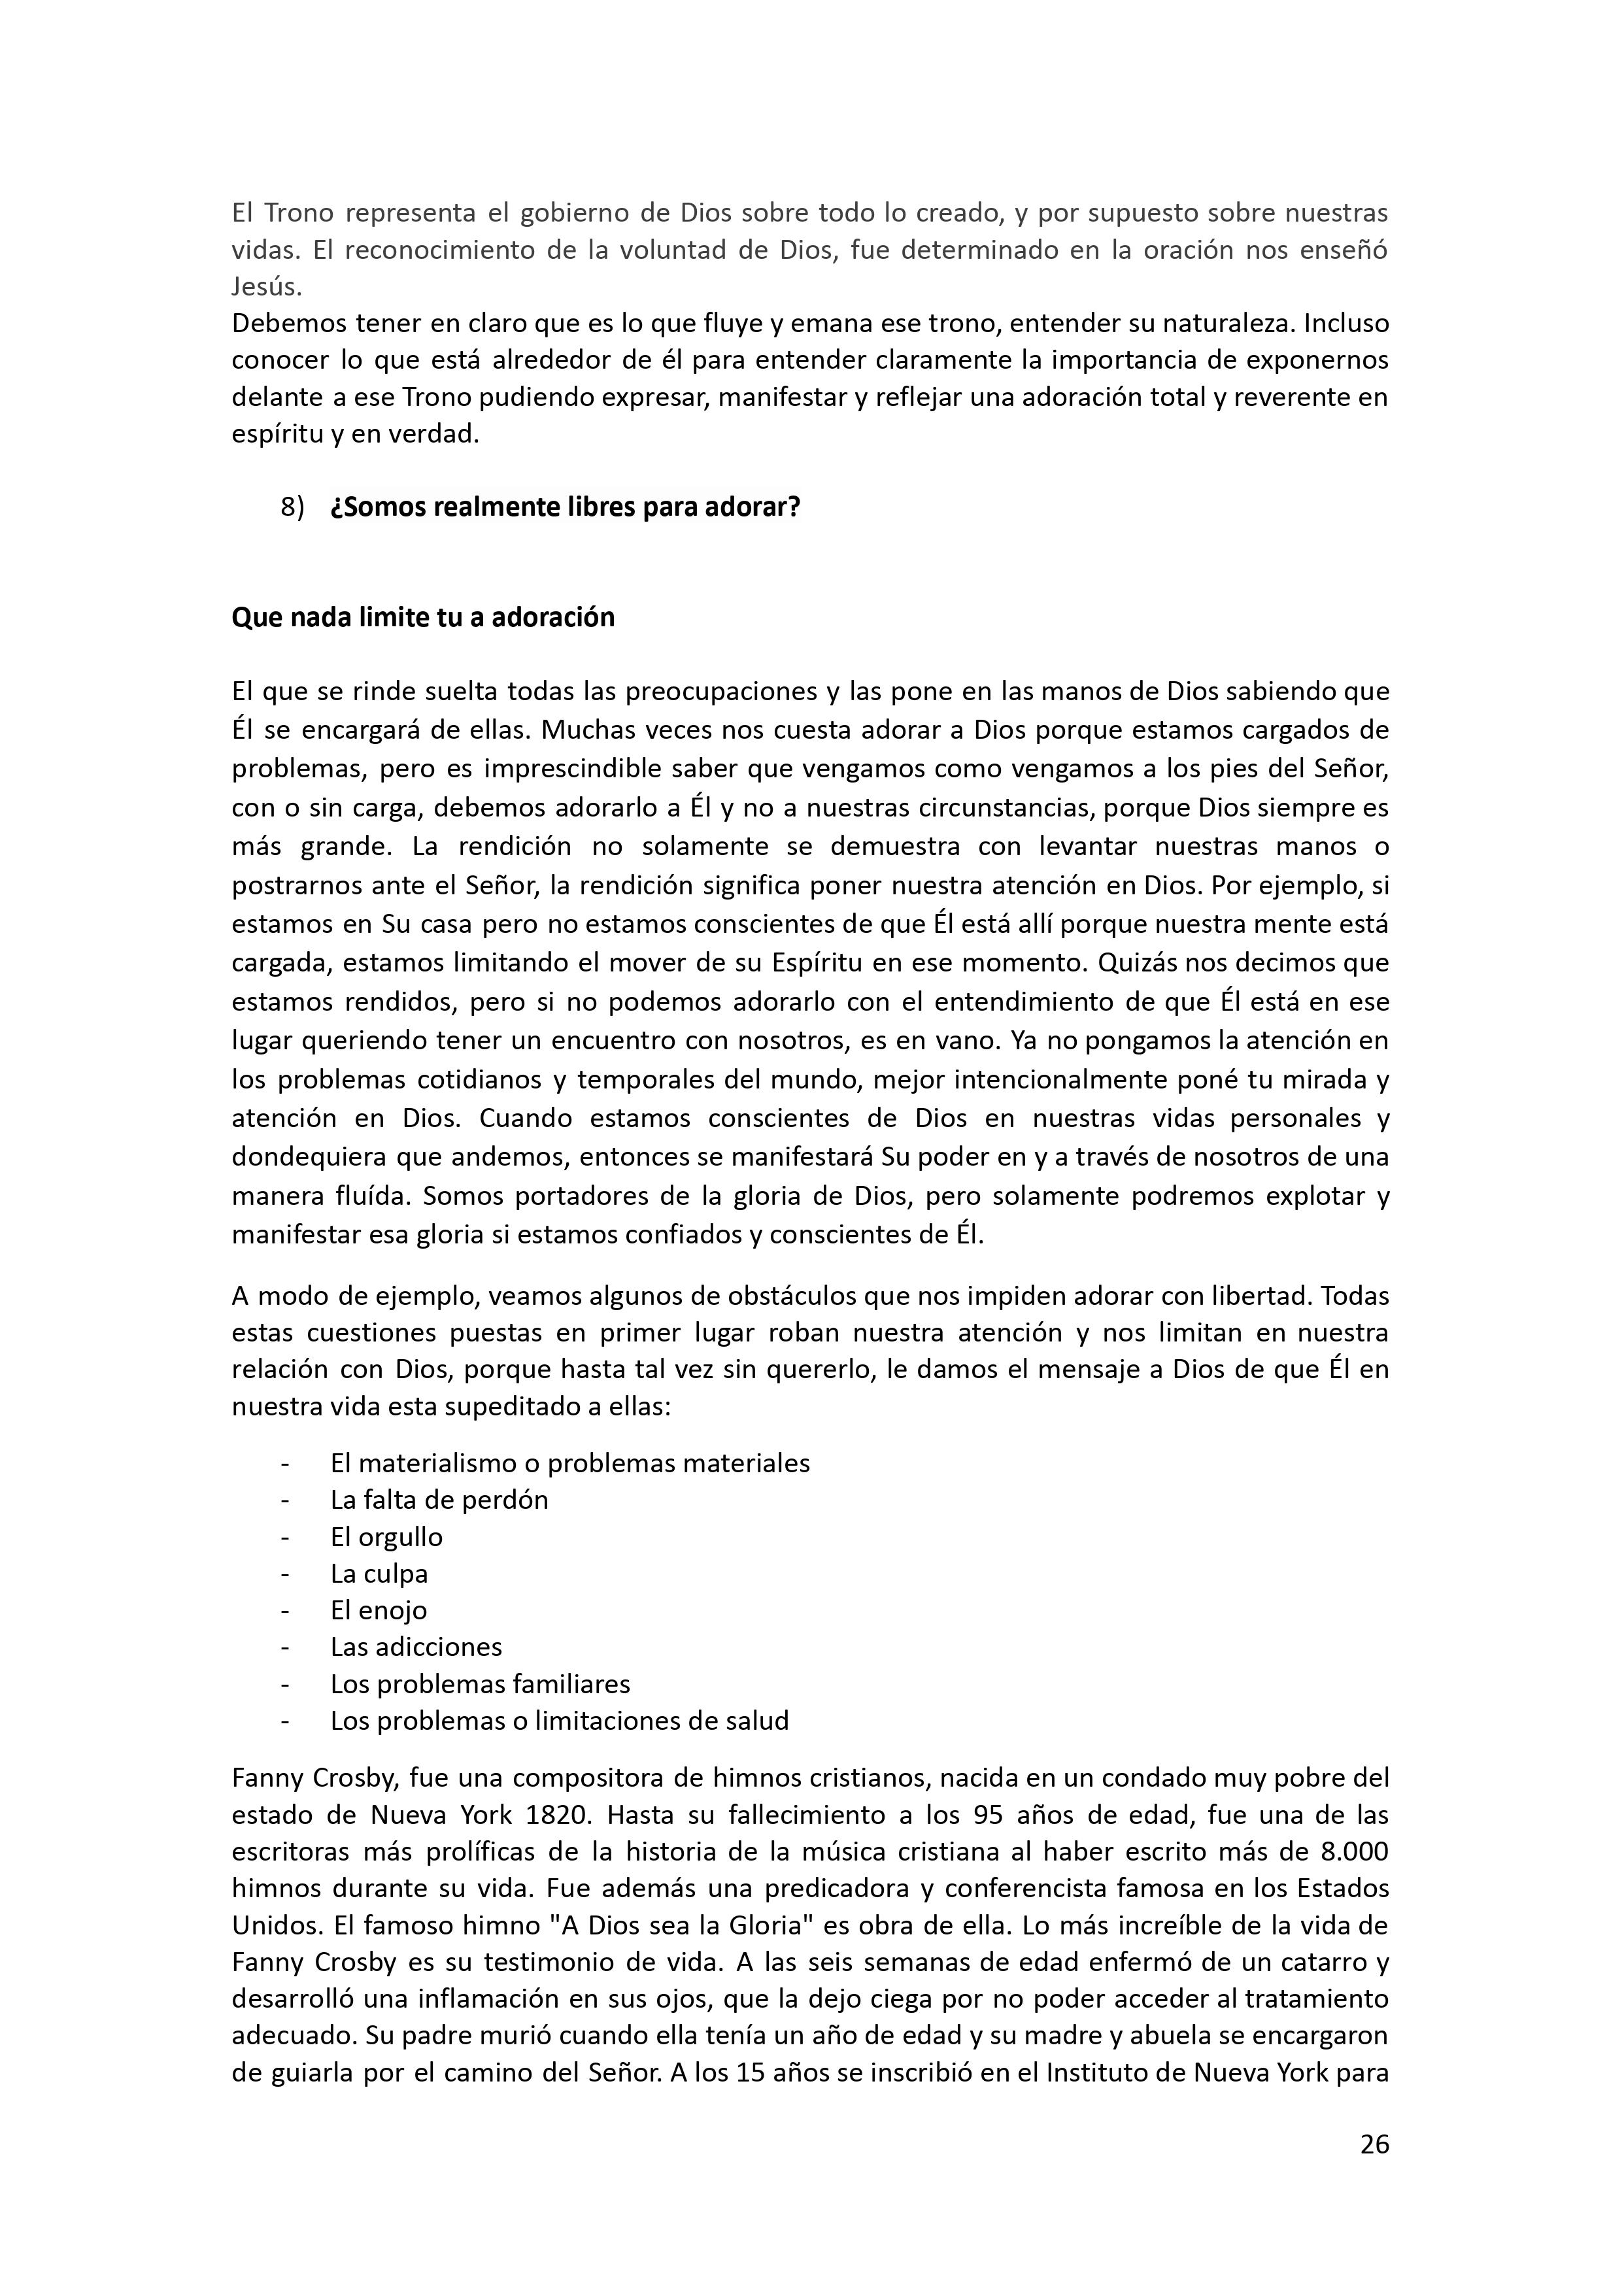 El Trono representa el gobierno de Dios sobre todo lo creado, y por supuesto sobre nuestras
vidas. El reconocimiento de la voluntad de Dios, fue determinado en la oración nos enseñó
Jesús.
Debemos tener en claro que es lo que fluye y emana ese trono, entender su naturaleza. Incluso
conocer lo que está alrededor de él para entender claramente la importancia de exponernos
delante a ese Trono pudiendo expresar, manifestar y reflejar una adoración total y reverente en
espíritu y en verdad.
8) ¿Somos realmente libres para adorar?
Que nada limite tu a adoración
El que se rinde suelta todas las preocupaciones y las pone en las manos de Dios sabiendo que
Él se encargará de ellas. Muchas veces nos cuesta adorar a Dios porque estamos cargados de
problemas, pero es imprescindible saber que vengamos como vengamos a los pies del Señor,
con o sin carga, debemos adorarlo a Él y no a nuestras circunstancias, porque Dios siempre es
más grande. La rendición no solamente se demuestra con levantar nuestras manos o
postrarnos ante el Señor, la rendición significa poner nuestra atención en Dios. Por ejemplo, si
estamos en Su casa pero no estamos conscientes de que Él está allí porque nuestra mente está
cargada, estamos limitando el mover de su Espíritu en ese momento. Quizás nos decimos que
estamos rendidos, pero si no podemos adorarlo con el entendimiento de que Él está en ese
lugar queriendo tener un encuentro con nosotros, es en vano. Ya no pongamos la atención en
los problemas cotidianos y temporales del mundo, mejor intencionalmente poné tu mirada y
atención en Dios. Cuando estamos conscientes de Dios en nuestras vidas personales y
dondequiera que andemos, entonces se manifestará Su poder en y a través de nosotros de una
manera fluída. Somos portadores de la gloria de Dios, pero solamente podremos explotar y
manifestar esa gloria si estamos confiados y conscientes de Él.
A modo de ejemplo, veamos algunos de obstáculos que nos impiden adorar con libertad. Todas
estas cuestiones puestas en primer lugar roban nuestra atención y nos limitan en nuestra
relación con Dios, porque hasta tal vez sin quererlo, le damos el mensaje a Dios de que Él en
nuestra vida esta supeditado a ellas:
- El materialismo o problemas materiales
- La falta de perdón
- El orgullo
- La culpa
- El enojo
- Las adicciones
- Los problemas familiares
- Los problemas o limitaciones de salud
Fanny Crosby, fue una compositora de himnos cristianos, nacida en un condado muy pobre del
estado de Nueva York 1820. Hasta su fallecimiento a los 95 años de edad, fue una de las
escritoras más prolíficas de la historia de la música cristiana al haber escrito más de 8.000
himnos durante su vida. Fue además una predicadora y conferencista famosa en los Estados
Unidos. El famoso himno "A Dios sea la Gloria" es obra de ella. Lo más increíble de la vida de
Fanny Crosby es su testimonio de vida. A las seis semanas de edad enfermó de un catarro y
desarrolló una inflamación en sus ojos, que la dejo ciega por no poder acceder al tratamiento
adecuado. Su padre murió cuando ella tenía un año de edad y su madre y abuela se encargaron
de guiarla por el camino del Señor. A los 15 años se inscribió en el Instituto de Nueva York para
26